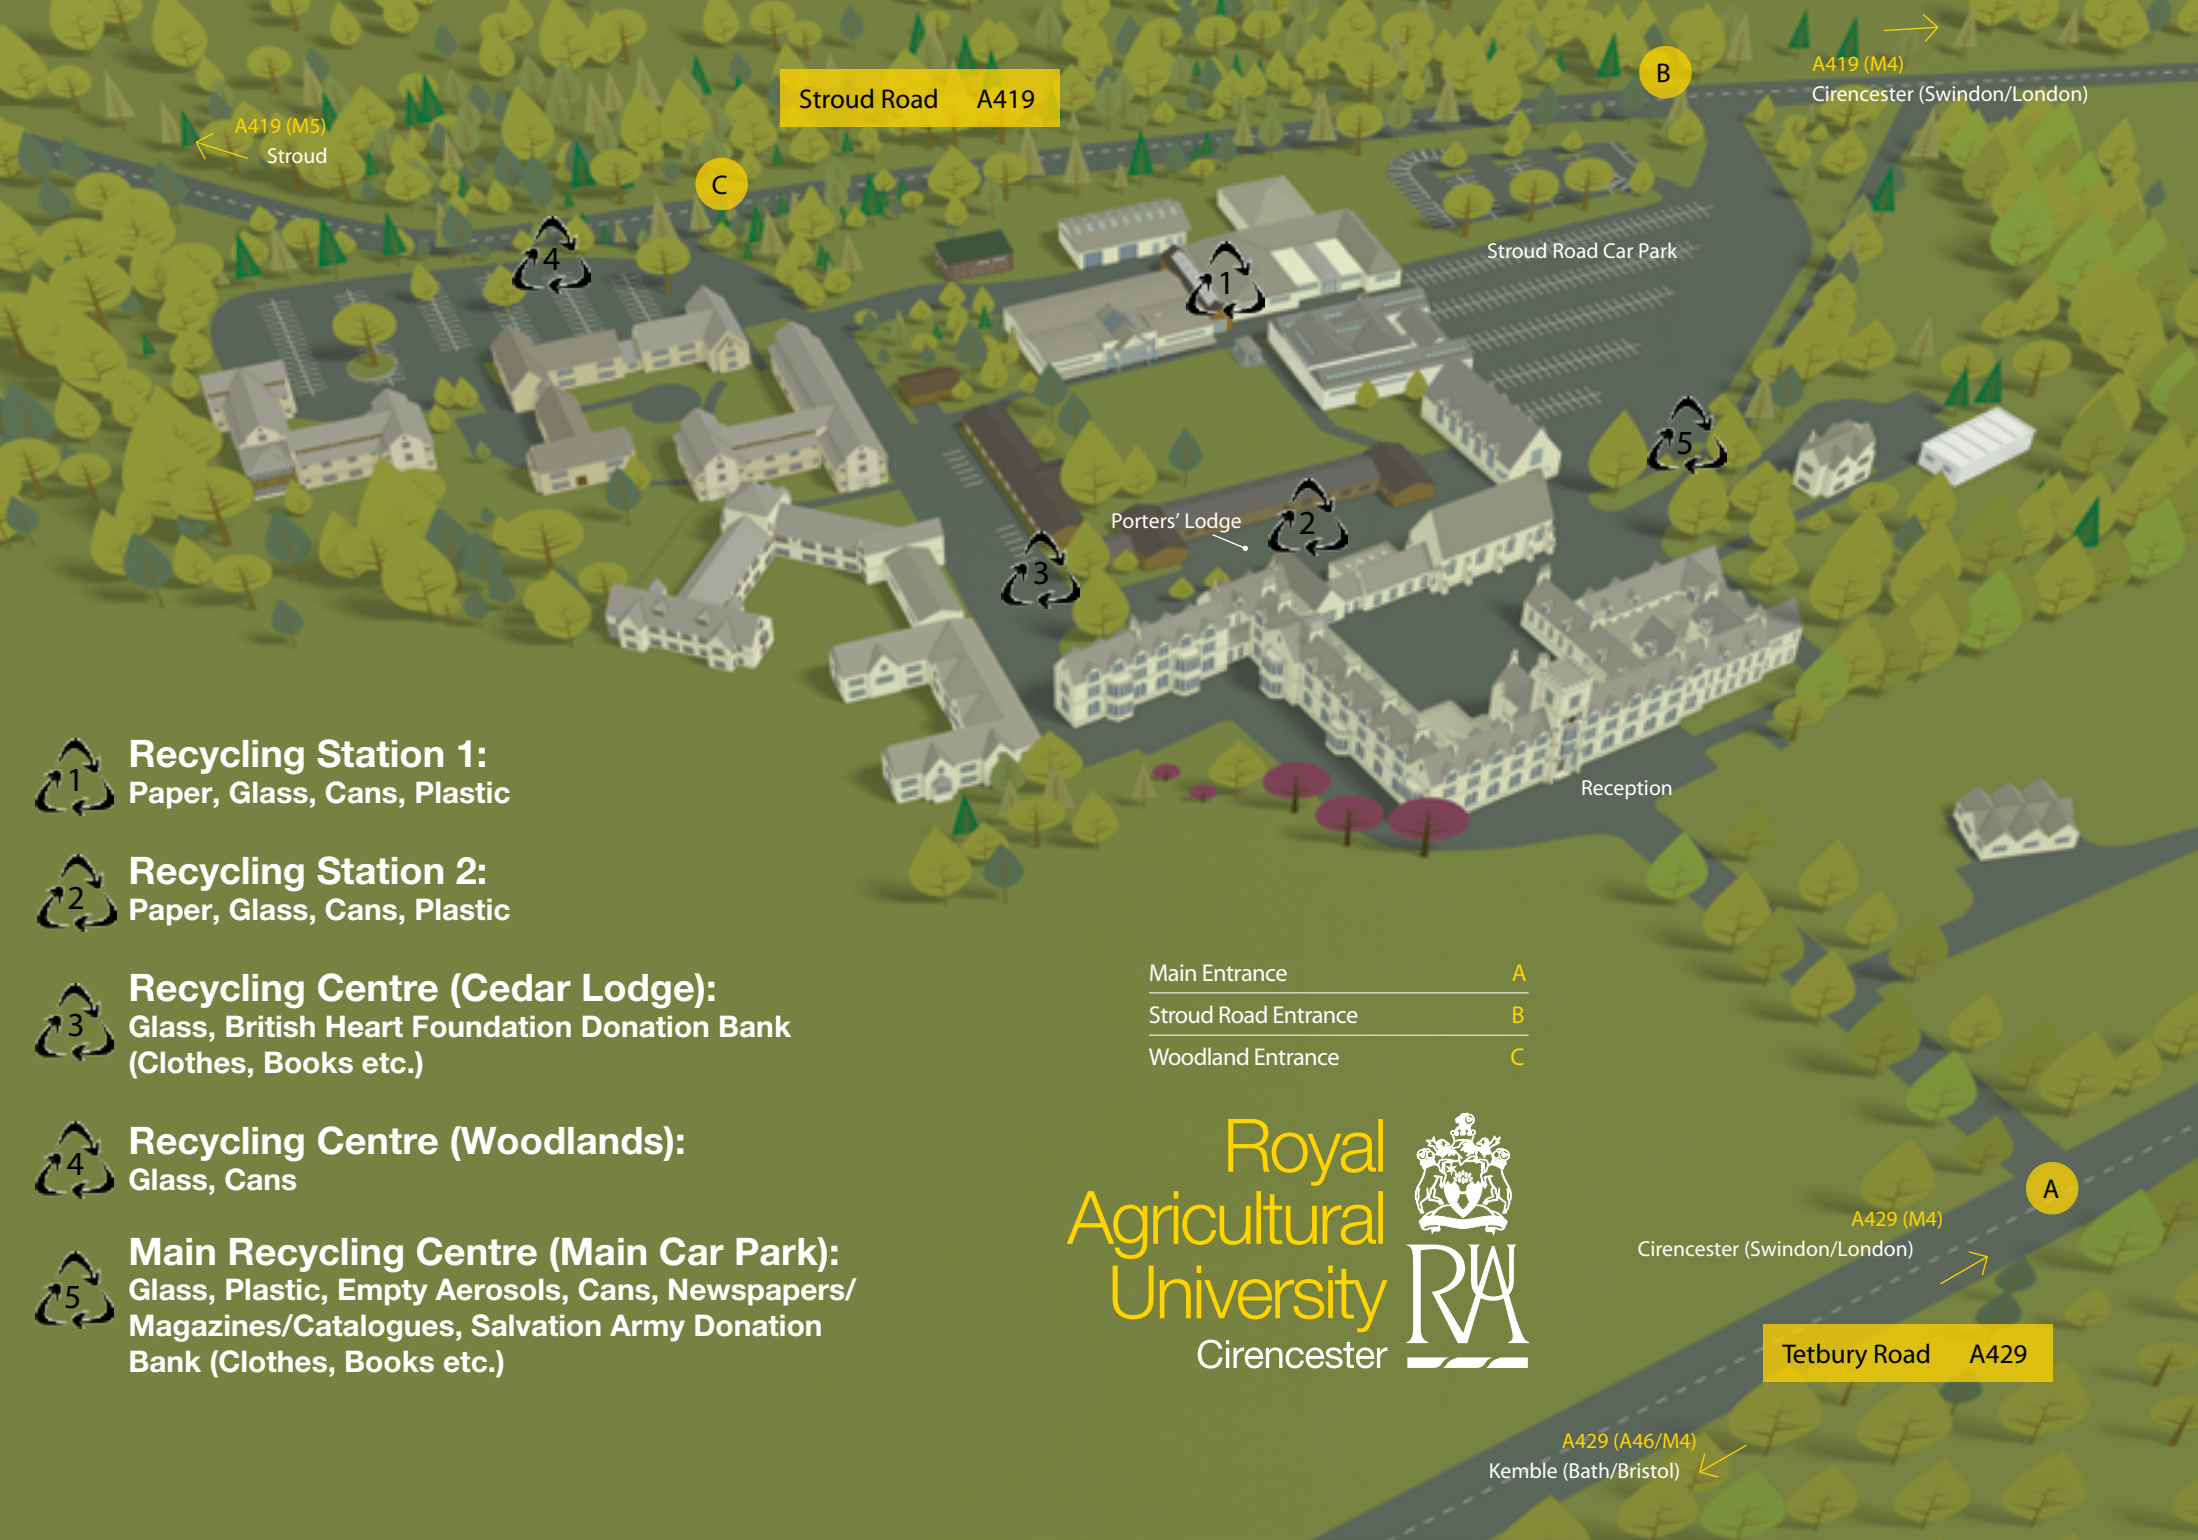 A419 (M4)
Cirencester (Swindon/London)
B
Stroud Road A419
A419 (M5)
Stroud
C
4
1
Stroud Road Car Park
5
Porters’ Lodge
2
3
Reception
1
Recycling Station 1:
Paper, Glass, Cans, Plastic
2
Recycling Station 2:
Paper, Glass, Cans, Plastic
3
Recycling Centre (Cedar Lodge):
Glass, British Heart Foundation Donation Bank
(Clothes, Books etc.)
4
Recycling Centre (Woodlands):
Glass, Cans
5
Main Recycling Centre (Main Car Park):
Glass, Plastic, Empty Aerosols, Cans, Newspapers/
Magazines/Catalogues, Salvation Army Donation
Bank (Clothes, Books etc.)
Main Entrance A
Stroud Road Entrance B
Woodland Entrance C
Royal
Agricultural
University
Cirencester
RAU
A
A429 (M4)
Cirencester (Swindon/London)
Tetbury Road A429
A429 (A46/M4)
Kemble (Bath/Bristol)